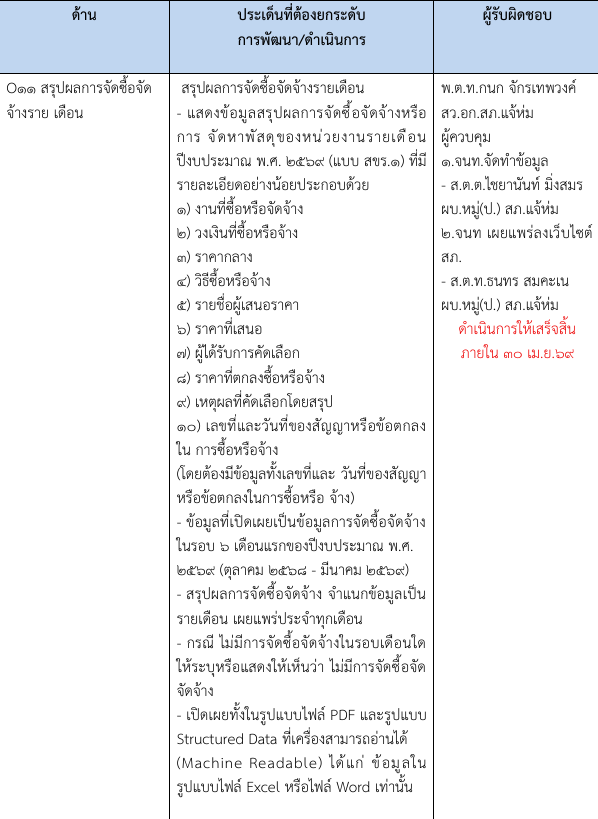 ด้าน
ประเด็นที่ต้องยกระดับ
การพัฒนา/ดำเนินการ
ผู้รับผิดชอบ
O๑๑ สรุปผลการจัดซื้อจัด
จ้างราย เดือน
สรุปผลการจัดซื้อจัดจ้างรายเดือน
- แสดงข้อมูลสรุปผลการจัดซื้อจัดจ้างหรือ
การ จัดหาพัสดุของหน่วยงานรายเดือน
ปีงบประมาณ พ.ศ. ๒๕๖๙ (แบบ สขร.๑) ที่มี
รายละเอียดอย่างน้อยประกอบด้วย
๑) งานที่ซื้อหรือจัดจ้าง
๒) วงเงินที่ซื้อหรือจ้าง
๓) ราคากลาง
๔) วิธีซื้อหรือจ้าง
๕) รายชื่อผู้เสนอราคา
๖) ราคาที่เสนอ
๗) ผู้ได้รับการคัดเลือก
๘) ราคาที่ตกลงซื้อหรือจ้าง
๙) เหตุผลที่คัดเลือกโดยสรุป
๑๐) เลขที่และวันที่ของสัญญาหรือข้อตกลง
ใน การซื้อหรือจ้าง
(โดยต้องมีข้อมูลทั้งเลขที่และ วันที่ของสัญญา
หรือข้อตกลงในการซื้อหรือ จ้าง)
- ข้อมูลที่เปิดเผยเป็นข้อมูลการจัดซื้อจัดจ้าง
ในรอบ ๖ เดือนแรกของปีงบประมาณ พ.ศ.
๒๕๖๙ (ตุลาคม ๒๕๖๘ - มีนาคม ๒๕๖๙)
- สรุปผลการจัดซื้อจัดจ้าง จำแนกข้อมูลเป็น
รายเดือน เผยแพร่ประจำทุกเดือน
- กรณี ไม่มีการจัดซื้อจัดจ้างในรอบเดือนใด
ให้ระบุหรือแสดงให้เห็นว่า ไม่มีการจัดซื้อจัด
จัดจ้าง
- เปิดเผยทั้งในรูปแบบไฟล์ PDF และรูปแบบ
Structured Data ที่เครื่องสามารถอ่านได้
(Machine Readable) ได้แก่ ข้อมูลใน
รูปแบบไฟล์ Excel หรือไฟล์ Word เท่านั้น
พ.ต.ท.กนก จักรเทพวงค์
สว.อก.สภ.แจ้ห่ม
ผู้ควบคุม
๑.จนท.จัดทำข้อมูล
- ส.ต.ต.ไชยานันท์ มิ่งสมร
ผบ.หมู่(ป.) สภ.แจ้ห่ม
๒.จนท เผยแพร่ลงเว็บไซต์
สภ.
- ส.ต.ท.ธนทร สมคะเน
ผบ.หมู่(ป.) สภ.แจ้ห่ม
ดำเนินการให้เสร็จสิ้น
ภายใน ๓๐ เม.ย.๖๙